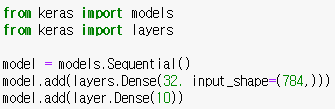 from keras import models
from keras import layers
model = models.Sequential()
model.add(layers.Dense(32. input_shape=(784,)))
model.add(layer.Dense(10))